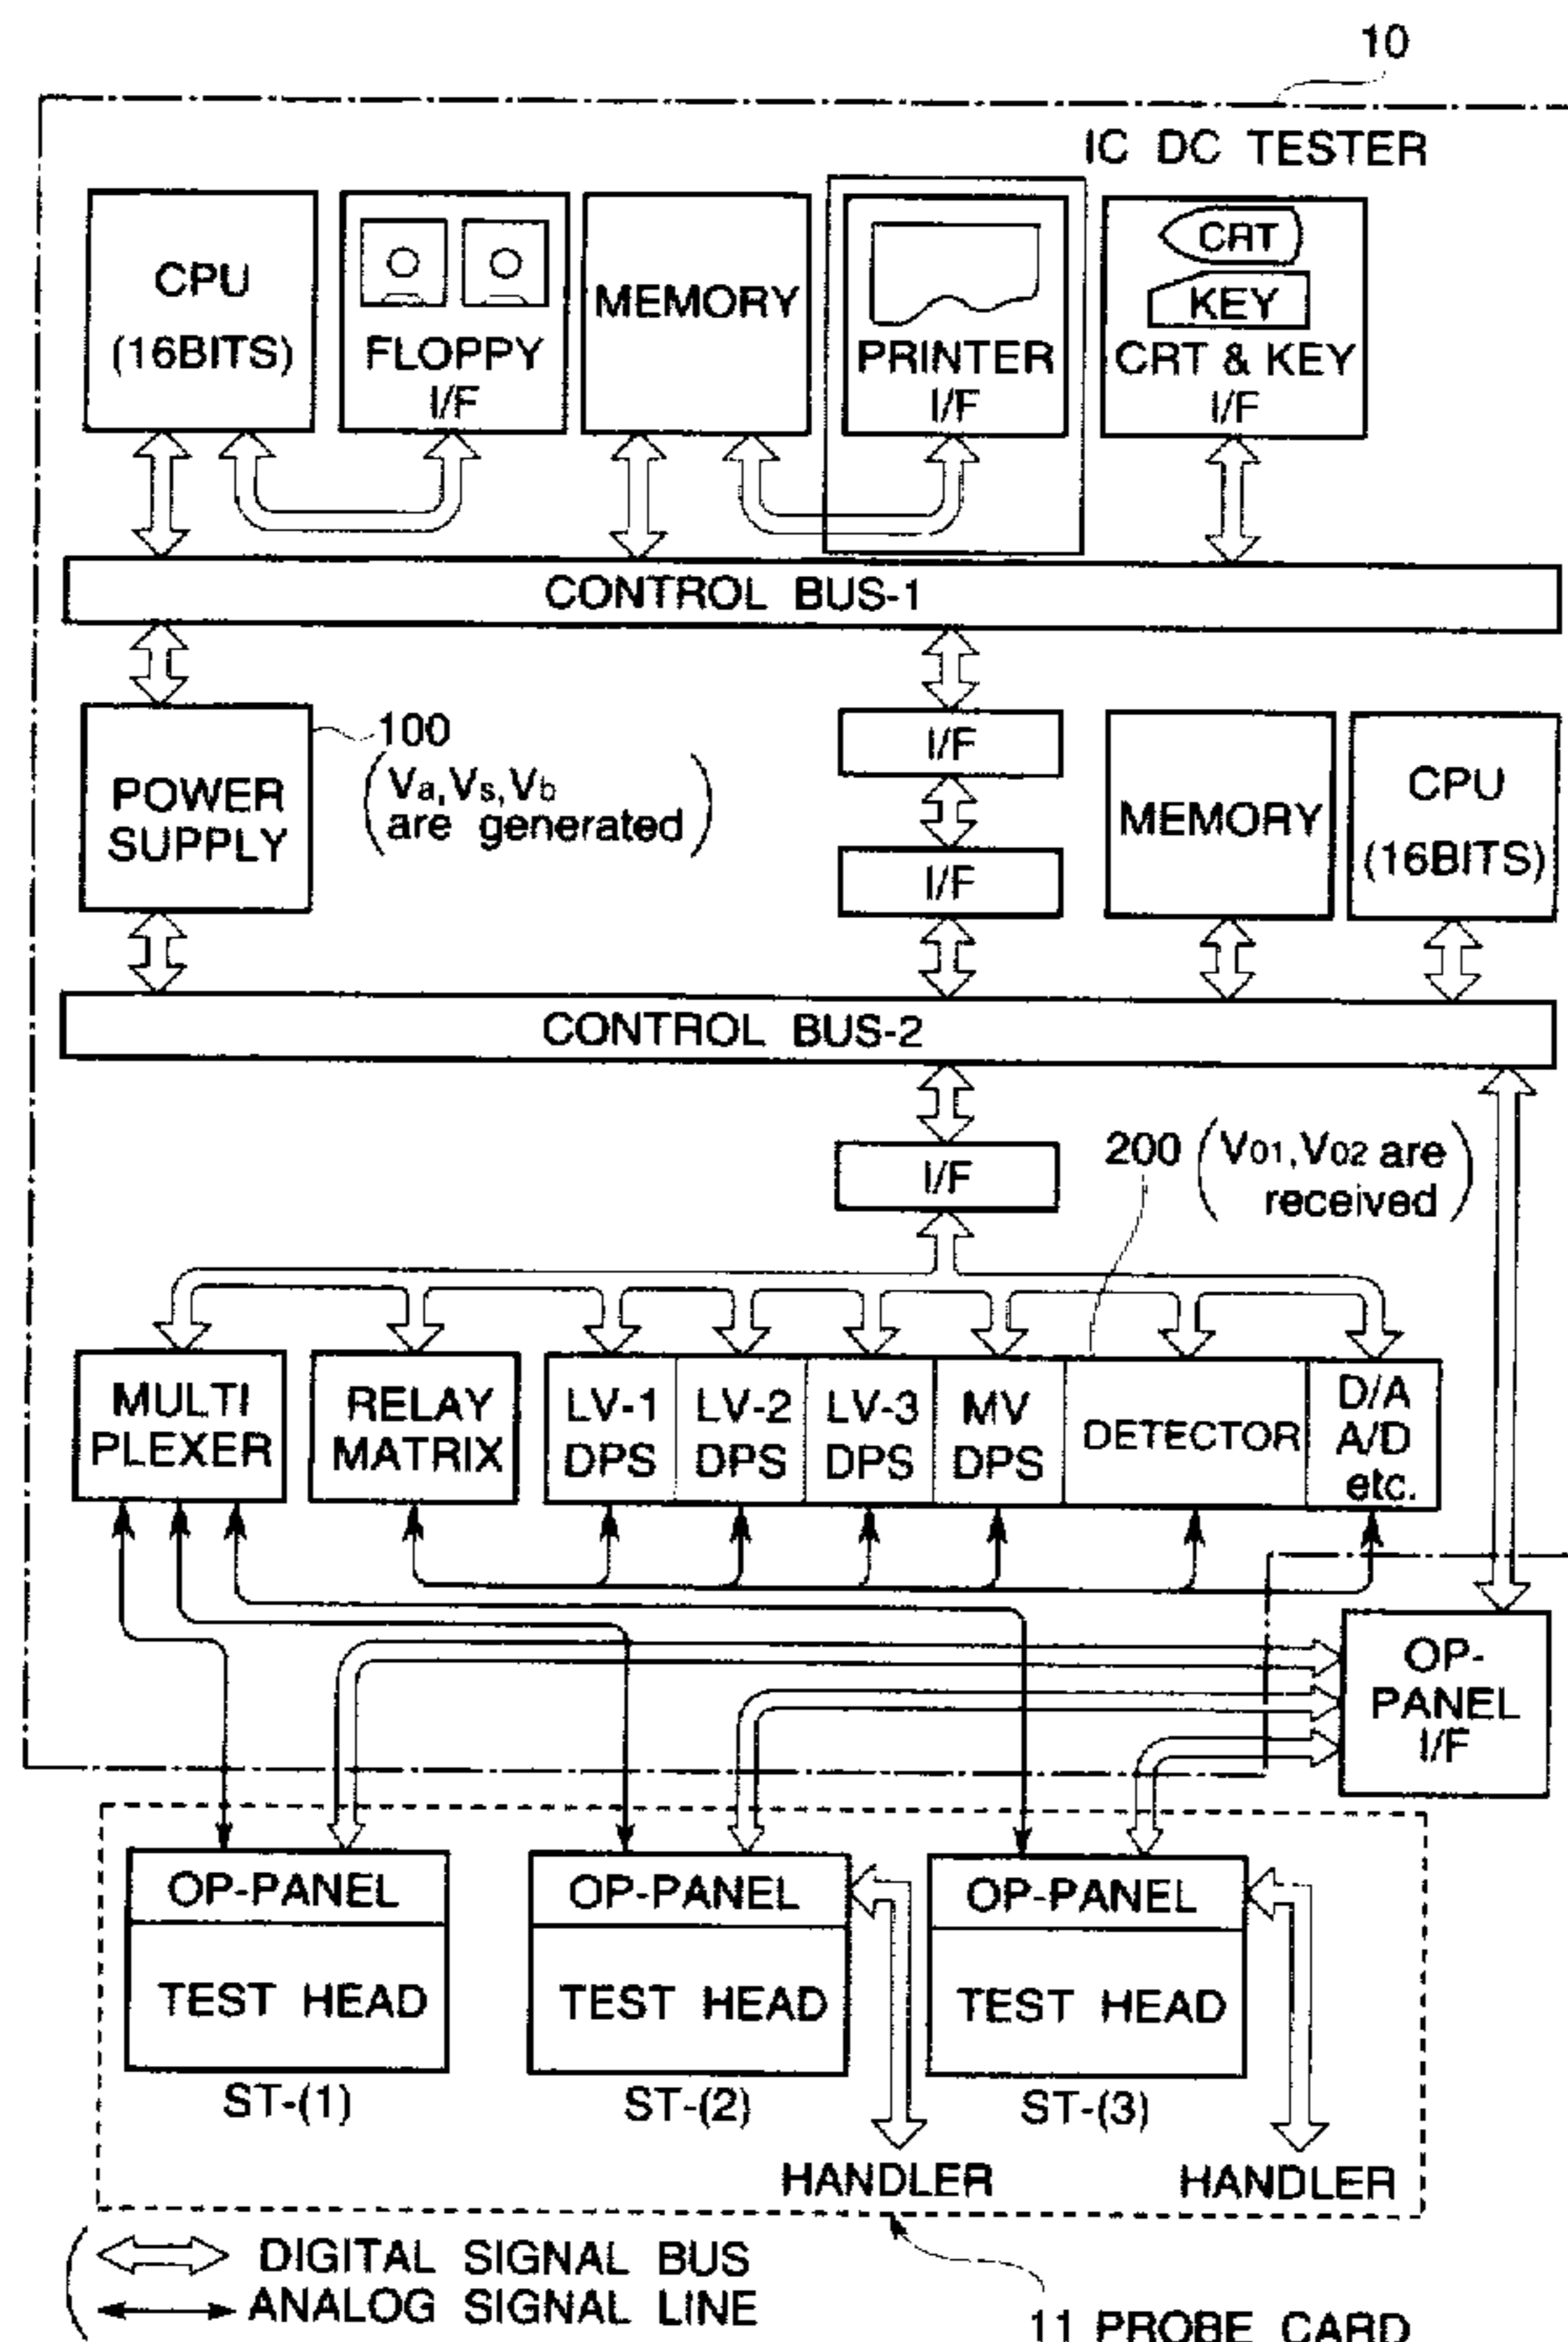 10
IC DC TESTER
CPU
(16BITS)
FLOPPY
I/F
MEMORY
PRINTER
I/F
CRT
KEY
CRT & KEY
I/F
CONTROL BUS-1
POWER
SUPPLY
100
(Va,Vs,Vb
are generated)
I/F
I/F
MEMORY
CPU
(16BITS)
CONTROL BUS-2
I/F
200 (V01,V02 are
received)
MULTI
PLEXER
RELAY
MATRIX
LV-1
DPS
LV-2
DPS
LV-3
DPS
MV
DPS
DETECTOR
D/A
A/D
etc.
OP-
PANEL
I/F
OP-PANEL
TEST HEAD
ST-(1)
OP-PANEL
TEST HEAD
ST-(2)
OP-PANEL
TEST HEAD
ST-(3)
HANDLER
HANDLER
DIGITAL SIGNAL BUS
ANALOG SIGNAL LINE
11 PROBE CARD